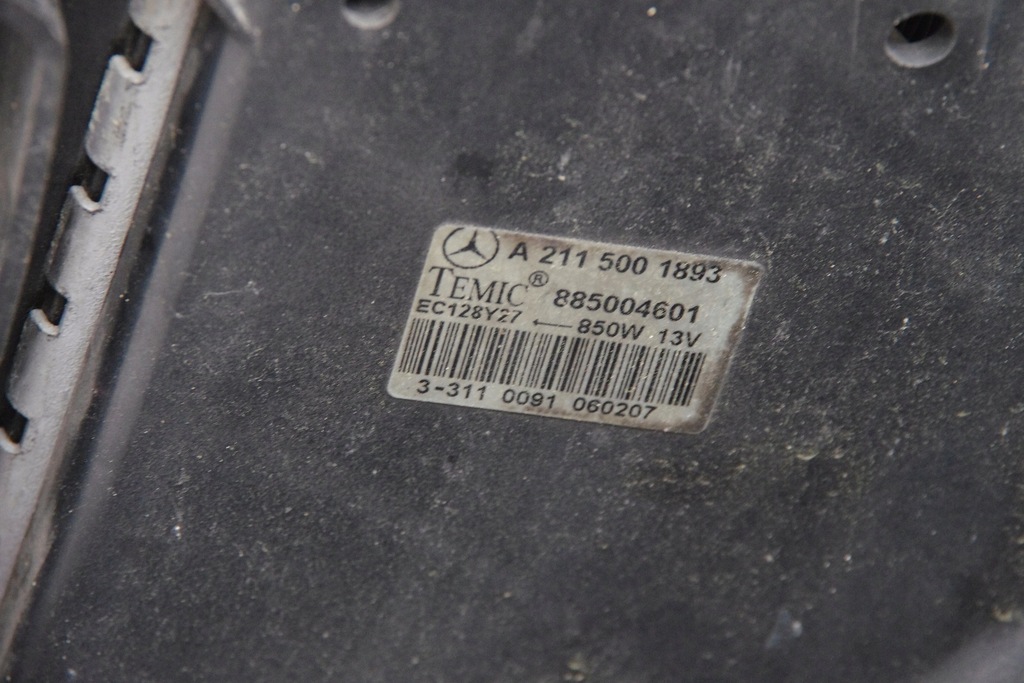 A 211 500 1893
TEMIC® 885004601
EC128Y27 ← 850W 13V
3-311 0091 060207